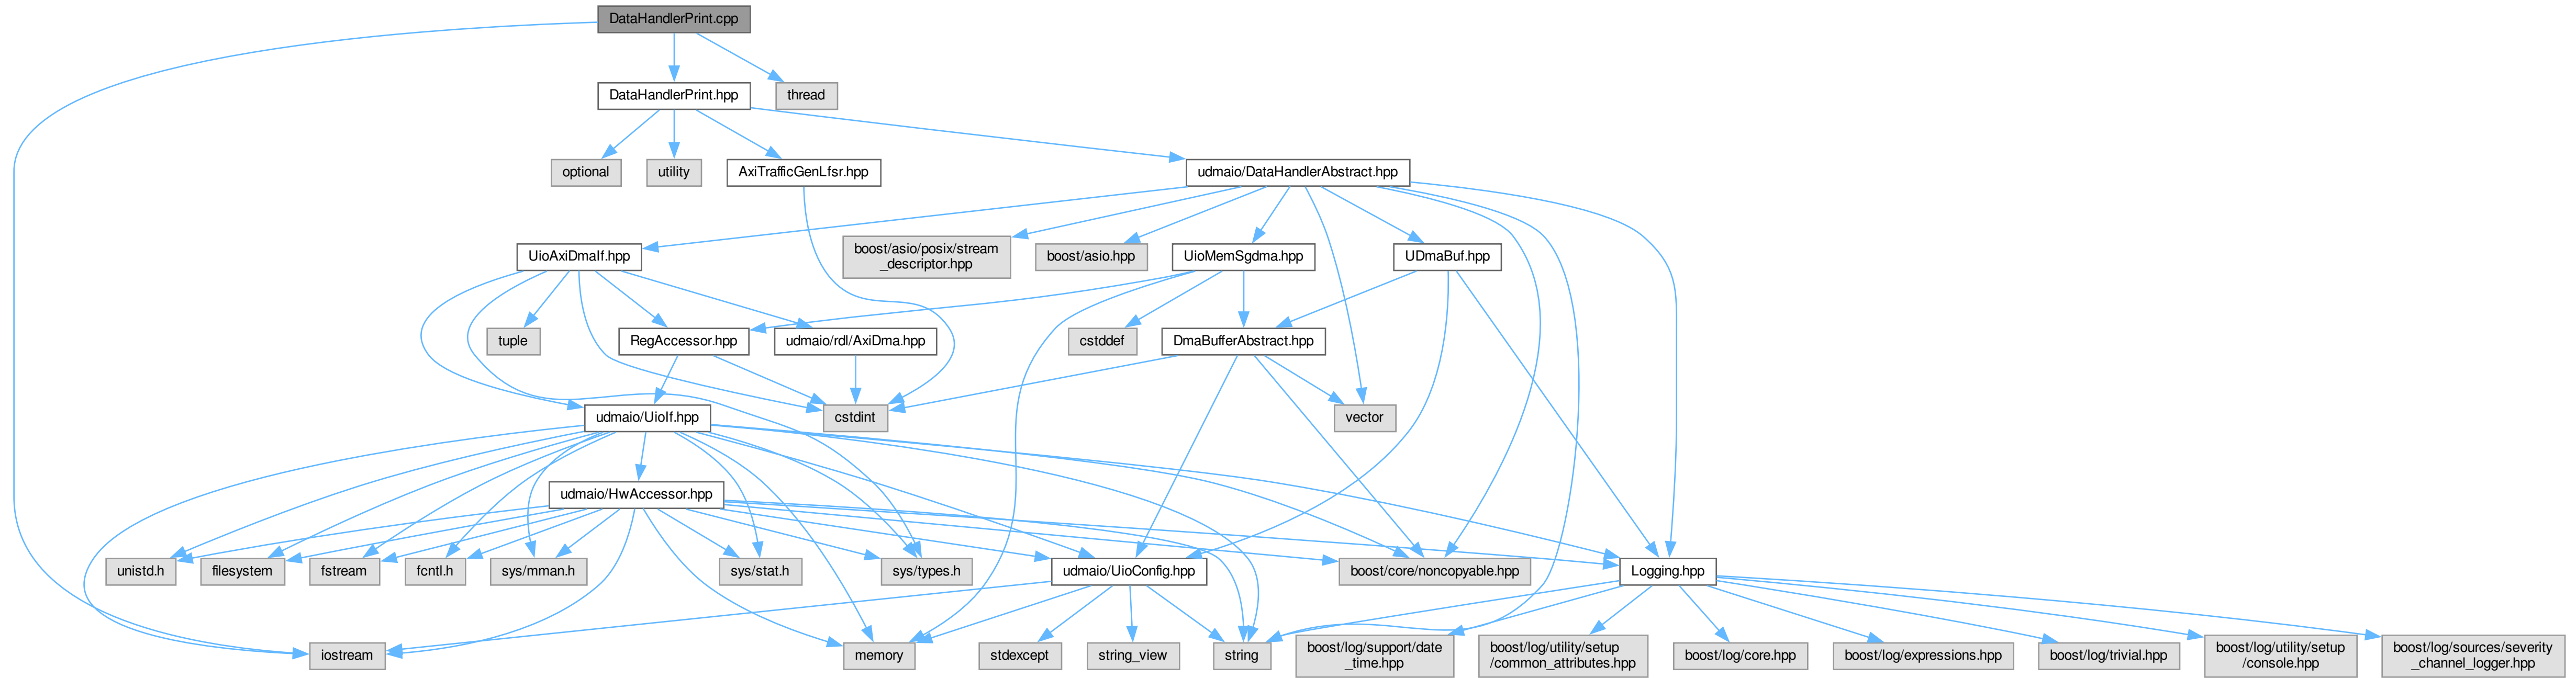 DataHandlerPrint.cpp
DataHandlerPrint.hpp
thread
optional
utility
AxiTrafficGenLfsr.hpp
udmaio/DataHandlerAbstract.hpp
UioAxiDmaIf.hpp
boost/asio/posix/stream
_descriptor.hpp
boost/asio.hpp
UioMemSgdma.hpp
UDmaBuf.hpp
tuple
RegAccessor.hpp
udmaio/rdl/AxiDma.hpp
cstddef
DmaBufferAbstract.hpp
udmaio/UioIf.hpp
cstdint
vector
udmaio/HwAccessor.hpp
unistd.h
filesystem
fstream
fcntl.h
sys/mman.h
sys/stat.h
sys/types.h
udmaio/UioConfig.hpp
boost/core/noncopyable.hpp
Logging.hpp
iostream
memory
stdexcept
string_view
string
boost/log/support/date
_time.hpp
boost/log/utility/setup
/common_attributes.hpp
boost/log/core.hpp
boost/log/expressions.hpp
boost/log/trivial.hpp
boost/log/utility/setup
/console.hpp
boost/log/sources/severity
_channel_logger.hpp